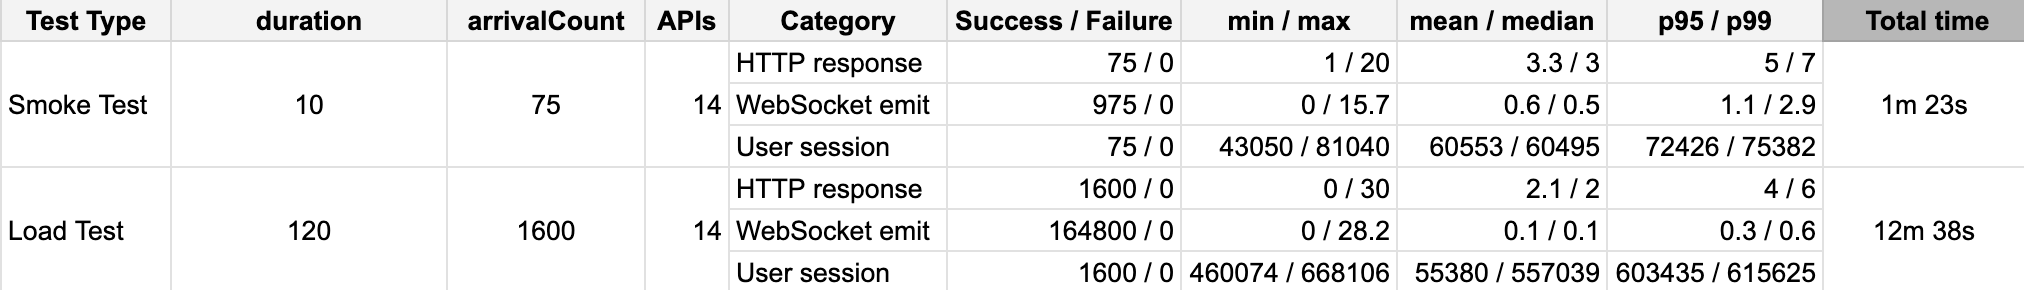 Test Type duration arrivalCount APIs Category Success / Failure min / max mean / median p95 / p99 Total time
HTTP response 75 / 0 1 / 20 3.3 / 3 5 / 7
Smoke Test 10 75 14 WebSocket emit 975 / 0 0 / 15.7 0.6 / 0.5 1.1 / 2.9 1m 23s
User session 75 / 0 43050 / 81040 60553 / 60495 72426 / 75382
HTTP response 1600 / 0 0 / 30 2.1 / 2 4 / 6
Load Test 120 1600 14 WebSocket emit 164800 / 0 0 / 28.2 0.1 / 0.1 0.3 / 0.6 12m 38s
User session 1600 / 0 460074 / 668106 55380 / 557039 603435 / 615625